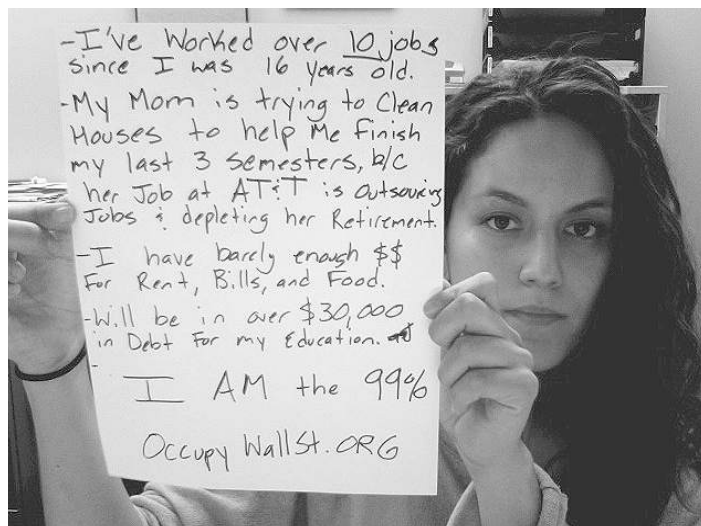 -I've Worked over 10 jobs
since I was 16 years old.
-My Mom is trying to Clean
Houses to help Me Finish
my last 3 semesters, b/c
her Job at AT&T is Outsourcing
Jobs & depleting her Retirement.
-I have barely enough $$
For Rent, Bills, and Food.
-Will be in over $30,000
in Debt For my Education.
-
I AM the 99%
Occupy WallSt.ORG